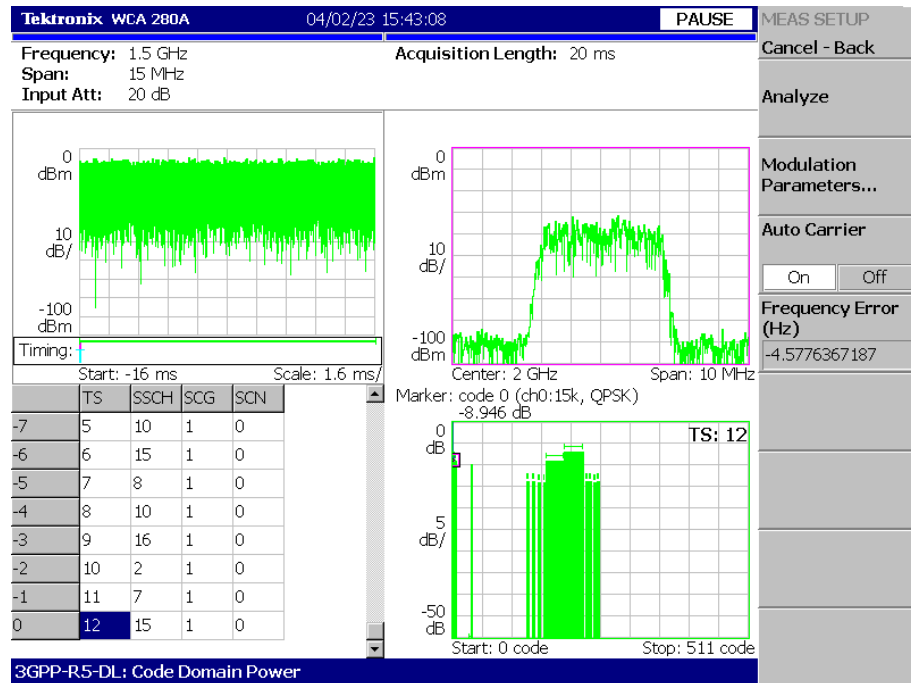 Tektronix WCA 280A 04/02/23 15:43:08 PAUSE
Frequency: 1.5 GHz
Span: 15 MHz
Input Att: 20 dB
Acquisition Length: 20 ms
0
dBm
10
dB/
-100
dBm
Timing:
Start: -16 ms Scale: 1.6 ms/
0
dBm
10
dB/
-100
dBm
Center: 2 GHz Span: 10 MHz
TS SSCH SCG SCN
-7 5 10 1 0
-6 6 15 1 0
-5 7 8 1 0
-4 8 10 1 0
-3 9 16 1 0
-2 10 2 1 0
-1 11 7 1 0
0 12 15 1 0
Marker: code 0 (ch0:15k, QPSK)
-8.946 dB
0
dB
TS: 12
5
dB/
-50
dB
Start: 0 code Stop: 511 code
3GPP-R5-DL: Code Domain Power
MEAS SETUP
Cancel - Back
Analyze
Modulation
Parameters...
Auto Carrier
On Off
Frequency Error
(Hz)
-4.5776367187